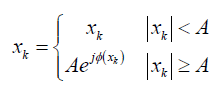 x_k = { x_k |x_k| < A
Ae^{jϕ(x_k)} |x_k| ≥ A